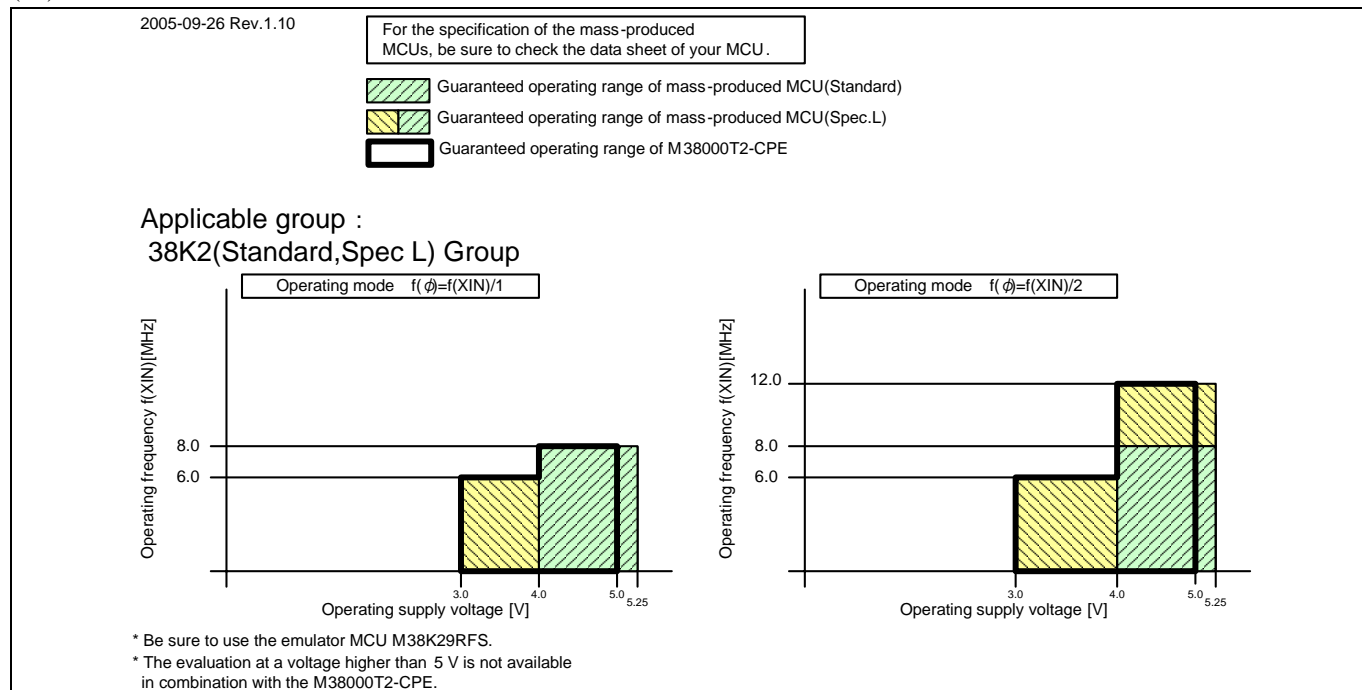 2005-09-26 Rev.1.10
For the specification of the mass-produced
MCUs, be sure to check the data sheet of your MCU.
Guaranteed operating range of mass-produced MCU(Standard)
Guaranteed operating range of mass-produced MCU(Spec.L)
Guaranteed operating range of M38000T2-CPE
Applicable group :
38K2(Standard,Spec L) Group
Operating mode f(ϕ)=f(XIN)/1
Operating frequency f(XIN)[MHz]
8.0
6.0
3.0
4.0
5.0
5.25
Operating supply voltage [V]
Operating mode f(ϕ)=f(XIN)/2
Operating frequency f(XIN)[MHz]
12.0
8.0
6.0
3.0
4.0
5.0
5.25
Operating supply voltage [V]
* Be sure to use the emulator MCU M38K29RFS.
* The evaluation at a voltage higher than 5 V is not available
in combination with the M38000T2-CPE.